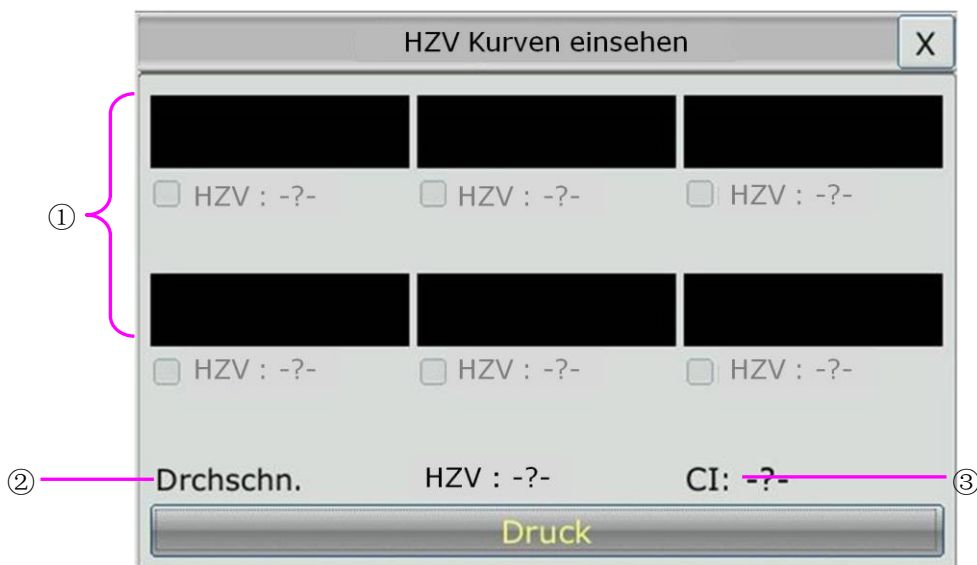 HZV Kurven einsehen X
①
HZV : -?- HZV : -?- HZV : -?-
HZV : -?- HZV : -?- HZV : -?-
② Drchschn. HZV : -?- CI: -?- ③
Druck